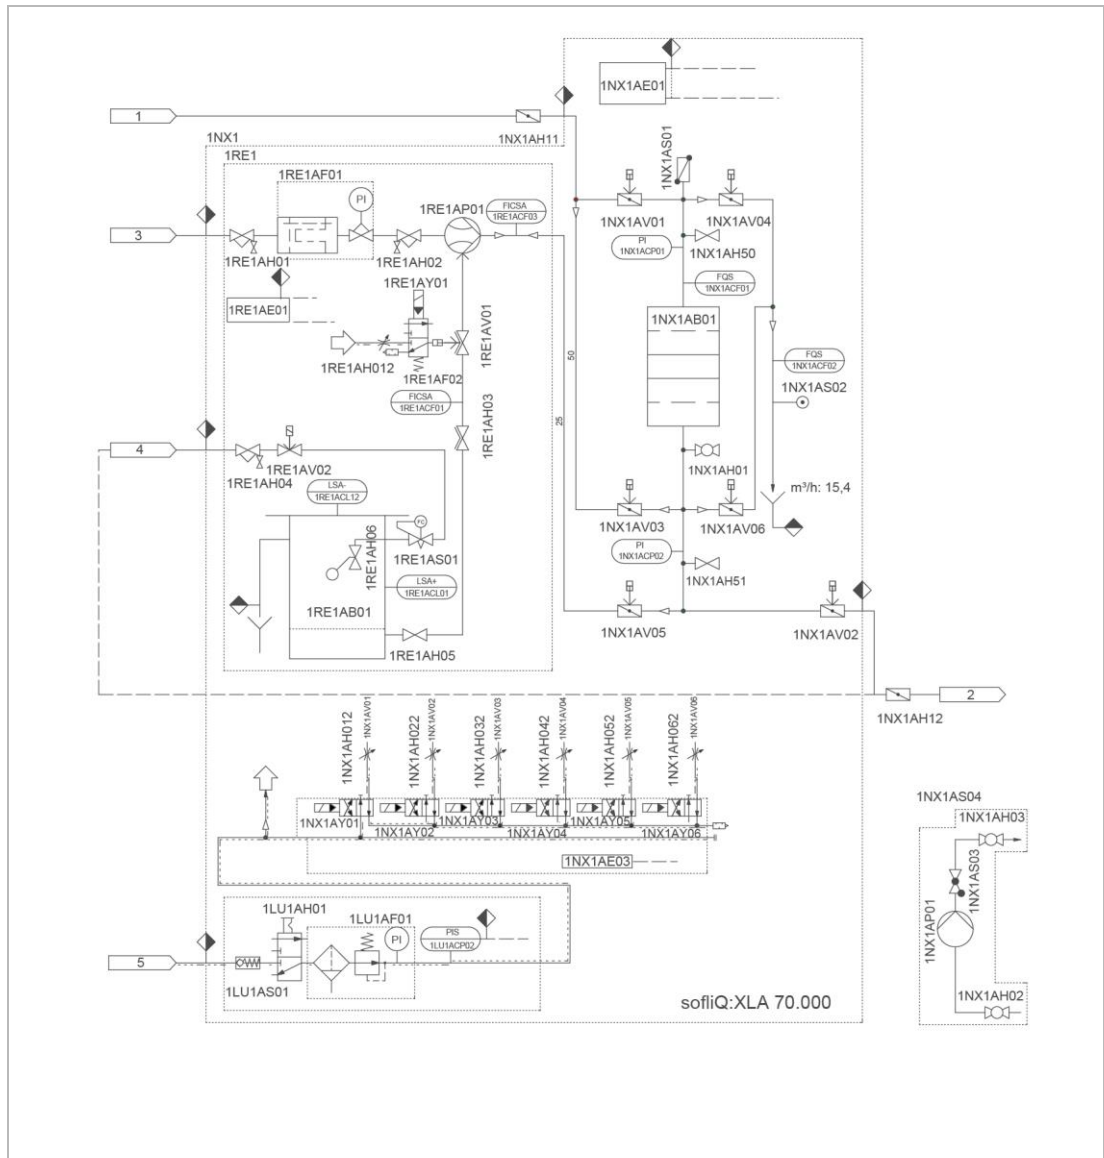 1NX1AE01
1
1NX1AH11
1NX1
1RE1
1NX1AS01
1RE1AF01
PI
1RE1AP01
FICSA
1RE1ACF03
1NX1AV01
1NX1AV04
3
1RE1AH01
1RE1AH02
PI
1NX1ACP01
1NX1AH50
1RE1AY01
FQS
1NX1ACF01
1RE1AE01
1RE1AV01
1NX1AB01
1RE1AH012
50
FQS
1NX1ACF02
1RE1AF02
1NX1AS02
FICSA
1RE1ACF01
1RE1AH03
25
4
1RE1AV02
1RE1AH04
1NX1AH01
LSA-
1RE1ACL12
m³/h: 15,4
1NX1AV03
1NX1AV06
FC
1RE1AH06
1RE1AS01
PI
1NX1ACP02
1NX1AH51
LSA+
1RE1ACL01
1RE1AB01
1RE1AH05
1NX1AV05
1NX1AV02
2
1NX1AH12
1NX1AH012
1NX1AV01
1NX1AH022
1NX1AV02
1NX1AH032
1NX1AV03
1NX1AH042
1NX1AV04
1NX1AH052
1NX1AV05
1NX1AH062
1NX1AV06
1NX1AY01
1NX1AY02
1NX1AY03
1NX1AY04
1NX1AY05
1NX1AY06
1NX1AE03
1NX1AS04
1NX1AH03
1NX1AS03
1NX1AP01
1NX1AH02
1LU1AH01
1LU1AF01
PI
PIS
1LU1ACP02
5
1LU1AS01
sofliQ:XLA 70.000